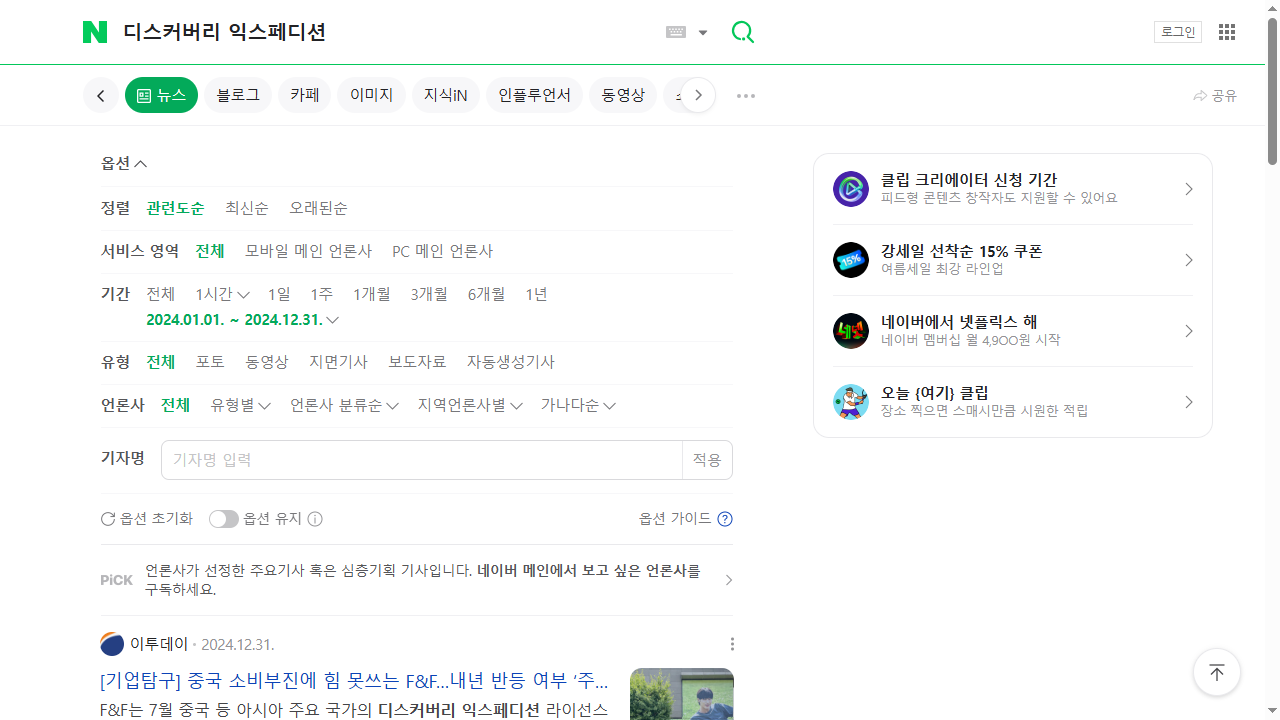 디스커버리 익스페디션
로그인
뉴스 블로그 카페 이미지 지식iN 인플루언서 동영상
공유
옵션
정렬 관련도순 최신순 오래된순
서비스 영역 전체 모바일 메인 언론사 PC 메인 언론사
기간 전체 1시간 1일 1주 1개월 3개월 6개월 1년
2024.01.01. ~ 2024.12.31.
유형 전체 포토 동영상 지면기사 보도자료 자동생성기사
언론사 전체 유형별 언론사 분류순 지역언론사별 가나다순
기자명 기자명 입력 적용
옵션 초기화 옵션 유지 옵션 가이드
PiCK 언론사가 선정한 주요기사 혹은 심층기획 기사입니다. 네이버 메인에서 보고 싶은 언론사를
구독하세요.
이투데이 · 2024.12.31.
[기업탐구] 중국 소비부진에 힘 못쓰는 F&F…내년 반등 여부 ‘주...
F&F는 7월 중국 등 아시아 주요 국가의 디스커버리 익스페디션 라이선스
클립 크리에이터 신청 기간
피드형 콘텐츠 창작자도 지원할 수 있어요
15%
강세일 선착순 15% 쿠폰
여름세일 최강 라인업
네넷
네이버에서 넷플릭스 해
네이버 멤버십 월 4,900원 시작
오늘 {여기} 클립
장소 찍으면 스매시만큼 시원한 적립